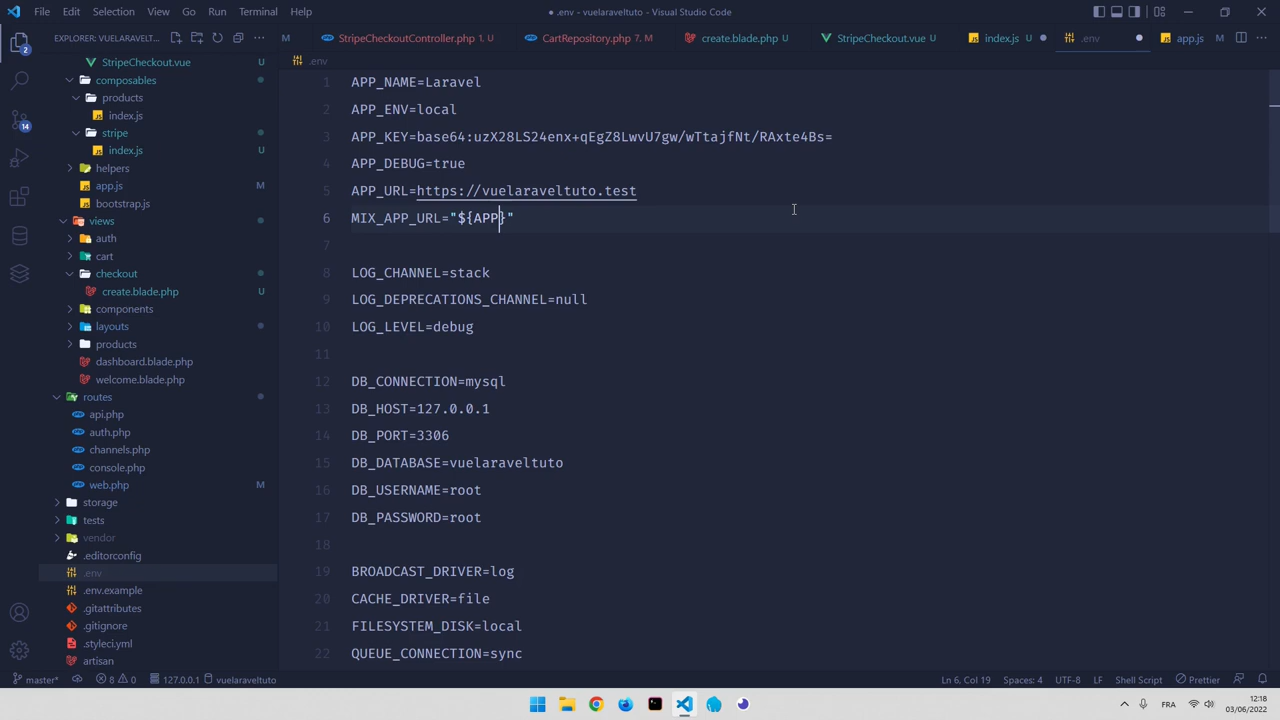 File Edit Selection View Go Run Terminal Help
● .env - vuelaraveltuto - Visual Studio Code
EXPLORER: VUELARAVELT...
M StripeCheckoutController.php 1, U CartRepository.php 7, M create.blade.php U StripeCheckout.vue U index.js U .env app.js M
.env
StripeCheckout.vue U
composables
products
index.js
stripe
index.js U
helpers
app.js M
bootstrap.js
views
auth
cart
checkout
create.blade.php U
components
layouts
products
dashboard.blade.php
welcome.blade.php
routes
api.php
auth.php
channels.php
console.php
web.php M
storage
tests
vendor
.editorconfig
.env
.env.example
.gitattributes
.gitignore
.styleci.yml
artisan
2
14
1 APP_NAME=Laravel
2 APP_ENV=local
3 APP_KEY=base64:uzX28LS24enx+qEgZ8LwvU7gw/wTtajfNt/RAxte4Bs=
4 APP_DEBUG=true
5 APP_URL=https://vuelaraveltuto.test
6 MIX_APP_URL="${APP}"
7
8 LOG_CHANNEL=stack
9 LOG_DEPRECATIONS_CHANNEL=null
10 LOG_LEVEL=debug
11
12 DB_CONNECTION=mysql
13 DB_HOST=127.0.0.1
14 DB_PORT=3306
15 DB_DATABASE=vuelaraveltuto
16 DB_USERNAME=root
17 DB_PASSWORD=root
18
19 BROADCAST_DRIVER=log
20 CACHE_DRIVER=file
21 FILESYSTEM_DISK=local
22 QUEUE_CONNECTION=sync
master* 8 0 127.0.0.1 vuelaraveltuto Ln 6, Col 19 Spaces: 4 UTF-8 LF Shell Script Prettier
FRA 12:18
03/06/2022